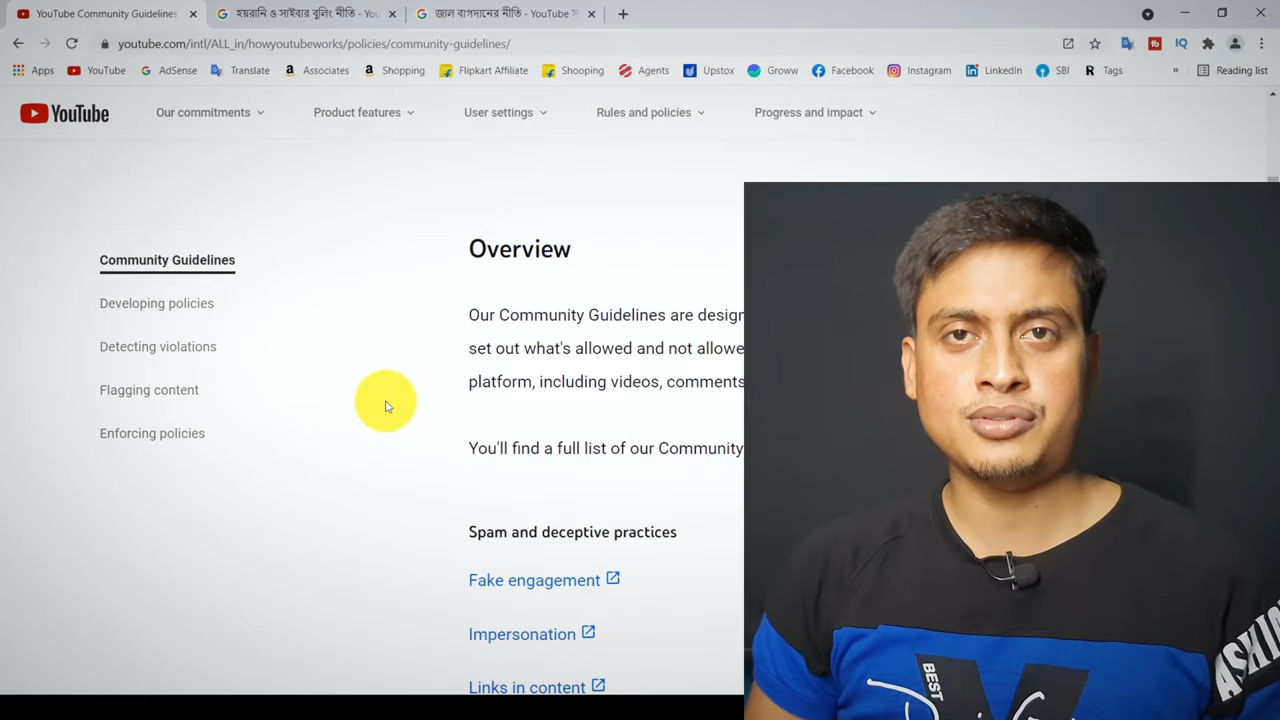 YouTube Community Guidelines
হয়রানি ও সাইবার বুলিং নীতি - You
জাল বাগদানের নীতি - YouTube স
youtube.com/intl/ALL_in/howyoutubeworks/policies/community-guidelines/
Apps YouTube AdSense Translate Associates Shopping Flipkart Affiliate Shooping Agents Upstox Groww Facebook Instagram LinkedIn SBI Tags » Reading list
YouTube Our commitments Product features User settings Rules and policies Progress and impact
Community Guidelines
Developing policies
Detecting violations
Flagging content
Enforcing policies
Overview
Our Community Guidelines are design
set out what's allowed and not allowe
platform, including videos, comments
You'll find a full list of our Community
Spam and deceptive practices
Fake engagement
Impersonation
Links in content
BEST